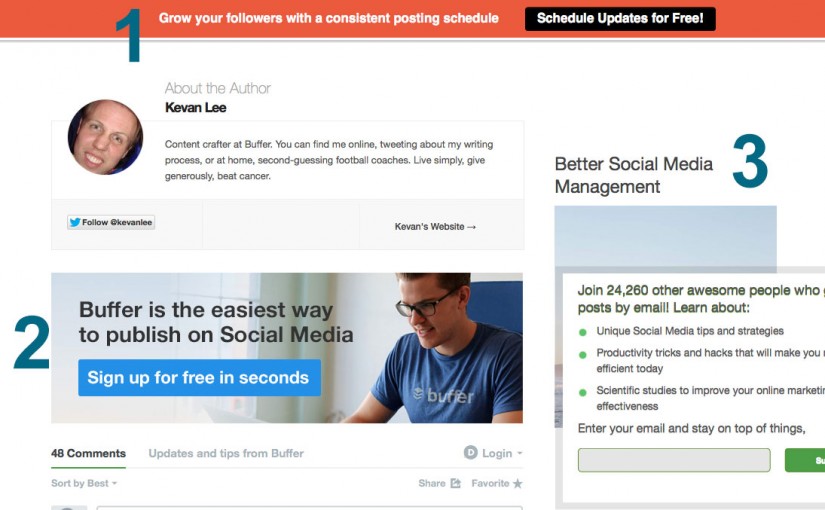 1
Grow your followers with a consistent posting schedule
Schedule Updates for Free!
About the Author
Kevan Lee
Content crafter at Buffer. You can find me online, tweeting about my writing
process, or at home, second-guessing football coaches. Live simply, give
generously, beat cancer.
Follow @kevanlee
Kevan's Website →
2
Buffer is the easiest way
to publish on Social Media
Sign up for free in seconds
buffer
48 Comments
Updates and tips from Buffer
D Login
Sort by Best
Share
Favorite ★
3
Better Social Media
Management
Join 24,260 other awesome people who
posts by email! Learn about:
Unique Social Media tips and strategies
Productivity tricks and hacks that will make you
efficient today
Scientific studies to improve your online
effectiveness
Enter your email and stay on top of things,